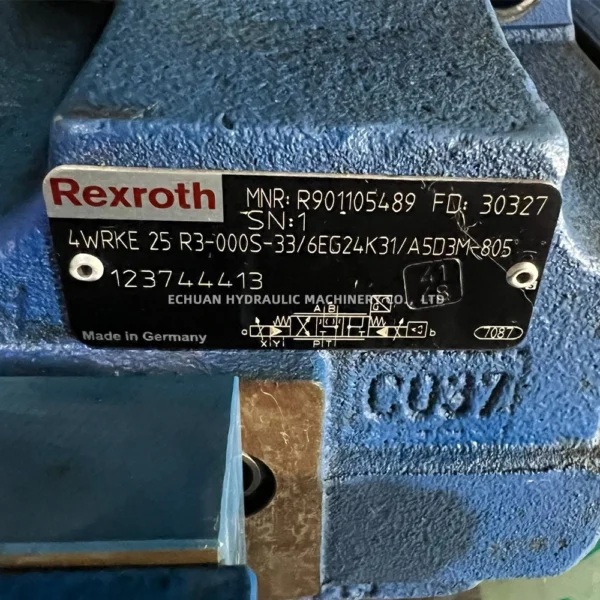 Rexroth
MNR: R901105489 FD: 30327
SN:1
4WRKE 25 R3-000S-33/6EG24K31/A5D3M-805
123744413
41
ECHUAN HYDRAULIC MACHINERY CO., LTD
A B
a b
X Y P T
Made in Germany
7087
C037